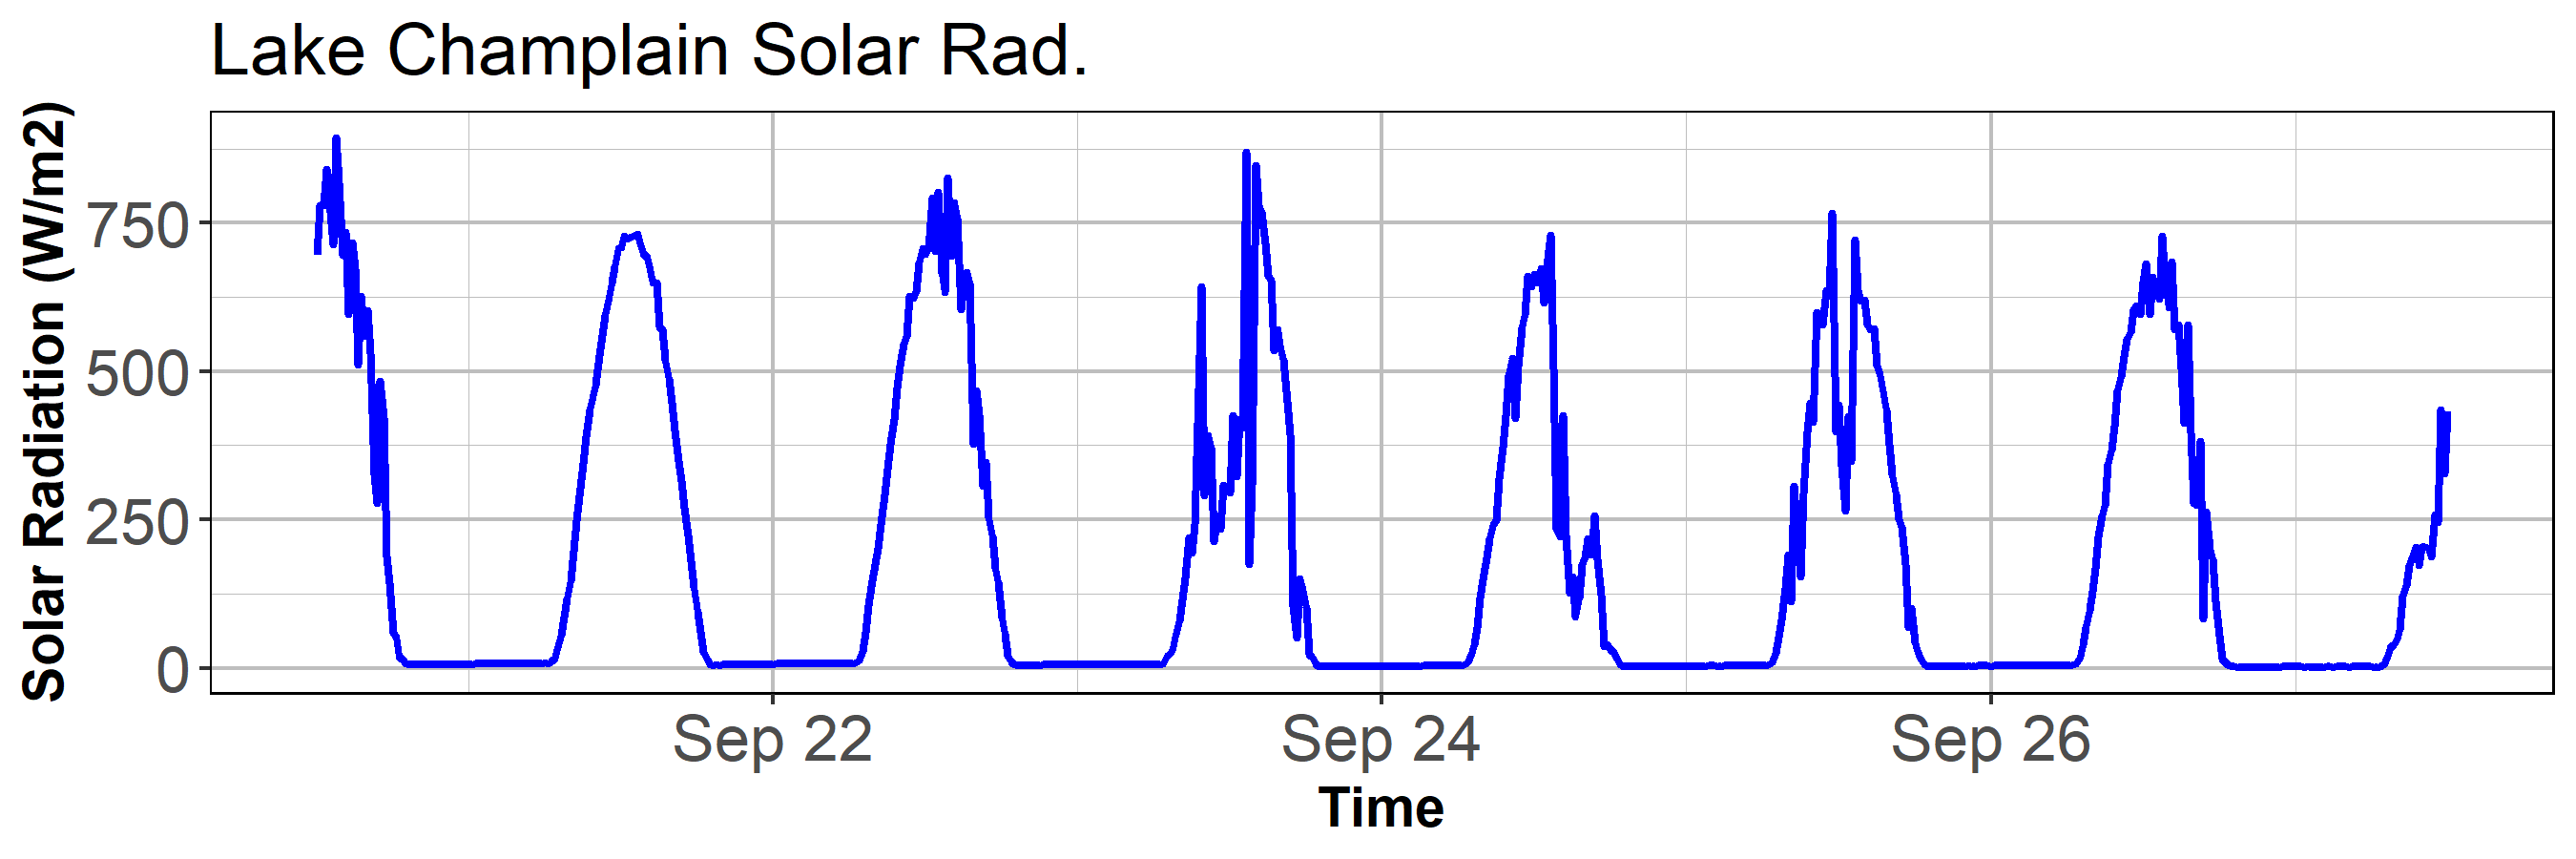 Lake Champlain Solar Rad.
Solar Radiation (W/m2)
750
500
250
0
Sep 22 Sep 24 Sep 26
Time